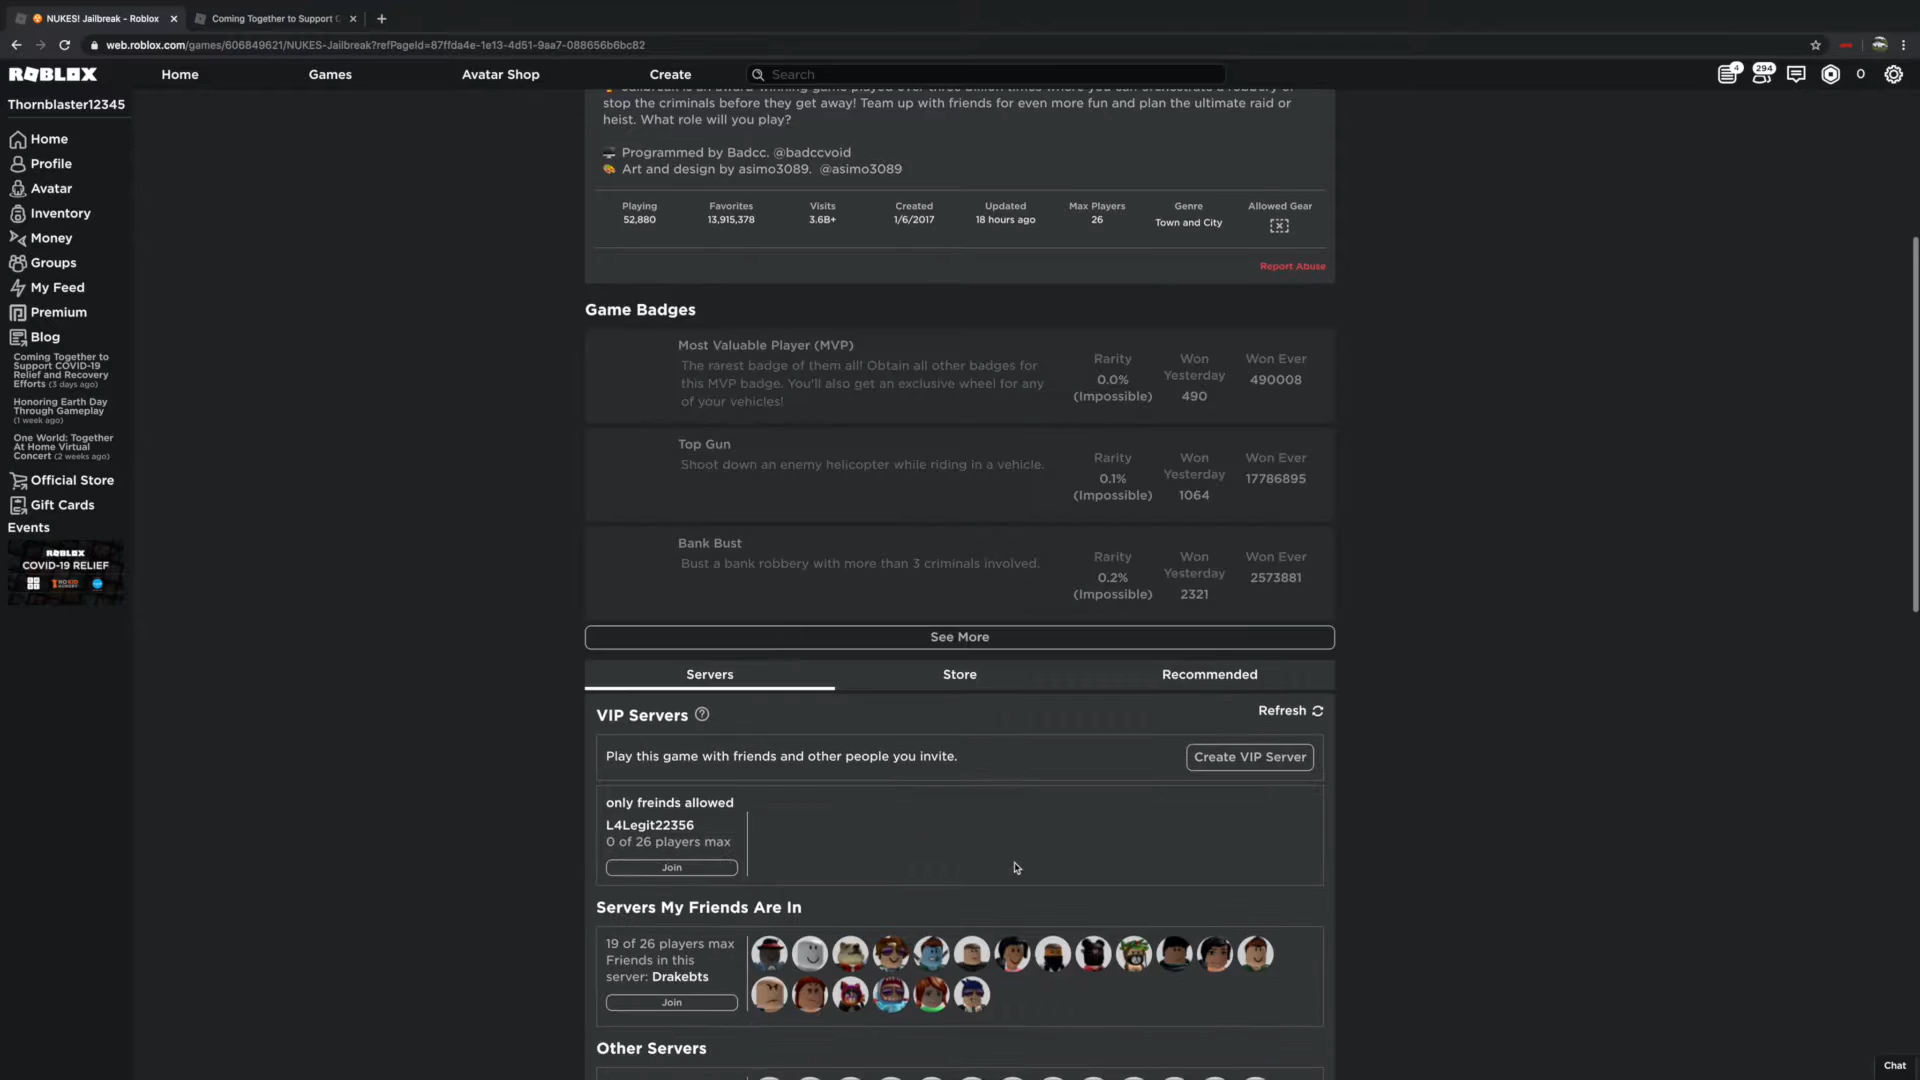 NUKES! Jailbreak - Roblox
Coming Together to Support C
web.roblox.com/games/606849621/NUKES-Jailbreak?refPageId=87ffda4e-1e13-4d51-9aa7-088656b6bc82
ROBLOX
Home
Games
Avatar Shop
Create
Search
4
294
0
Thornblaster12345
Home
Profile
Avatar
Inventory
Money
Groups
My Feed
Premium
Blog
Coming Together to
Support COVID-19
Relief and Recovery
Efforts (3 days ago)
Honoring Earth Day
Through Gameplay
(1 week ago)
One World: Together
At Home Virtual
Concert (2 weeks ago)
Official Store
Gift Cards
Events
ROBLOX
COVID-19 RELIEF
stop the criminals before they get away! Team up with friends for even more fun and plan the ultimate raid or
heist. What role will you play?
Programmed by Badcc. @badccvoid
Art and design by asimo3089. @asimo3089
Playing
52,880
Favorites
13,915,378
Visits
3.6B+
Created
1/6/2017
Updated
18 hours ago
Max Players
26
Genre
Town and City
Allowed Gear
Report Abuse
Game Badges
Most Valuable Player (MVP)
The rarest badge of them all! Obtain all other badges for
this MVP badge. You'll also get an exclusive wheel for any
of your vehicles!
Rarity
0.0%
(Impossible)
Won
Yesterday
490
Won Ever
490008
Top Gun
Shoot down an enemy helicopter while riding in a vehicle.
Rarity
0.1%
(Impossible)
Won
Yesterday
1064
Won Ever
17786895
Bank Bust
Bust a bank robbery with more than 3 criminals involved.
Rarity
0.2%
(Impossible)
Won
Yesterday
2321
Won Ever
2573881
See More
Servers
Store
Recommended
VIP Servers
Refresh
Play this game with friends and other people you invite.
Create VIP Server
only freinds allowed
L4Legit22356
0 of 26 players max
Join
Servers My Friends Are In
19 of 26 players max
Friends in this
server: Drakebts
Join
Other Servers
Chat